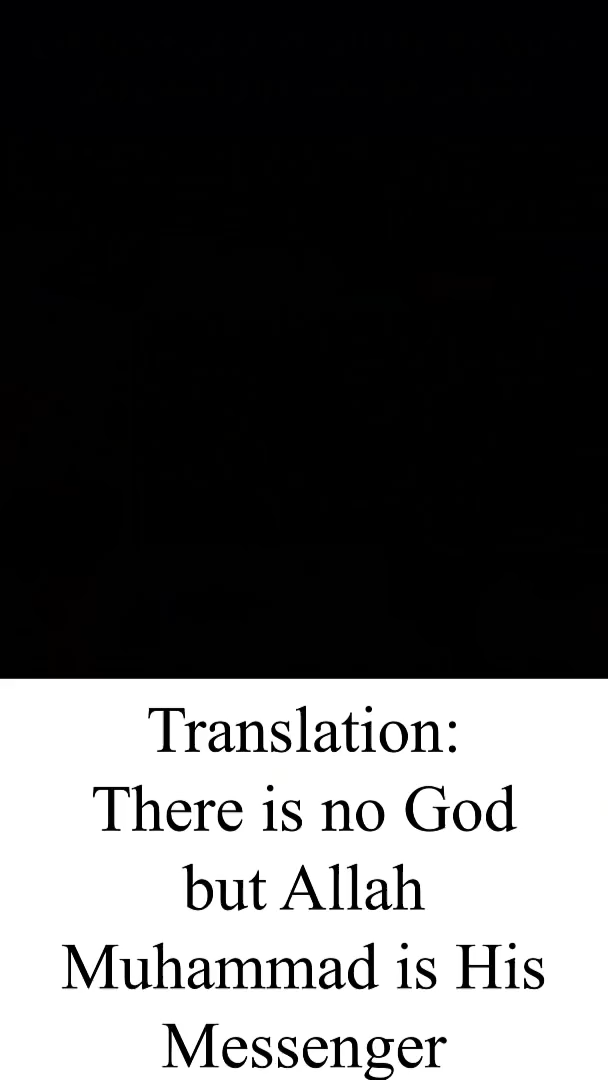 Translation:
There is no God
but Allah
Muhammad is His
Messenger